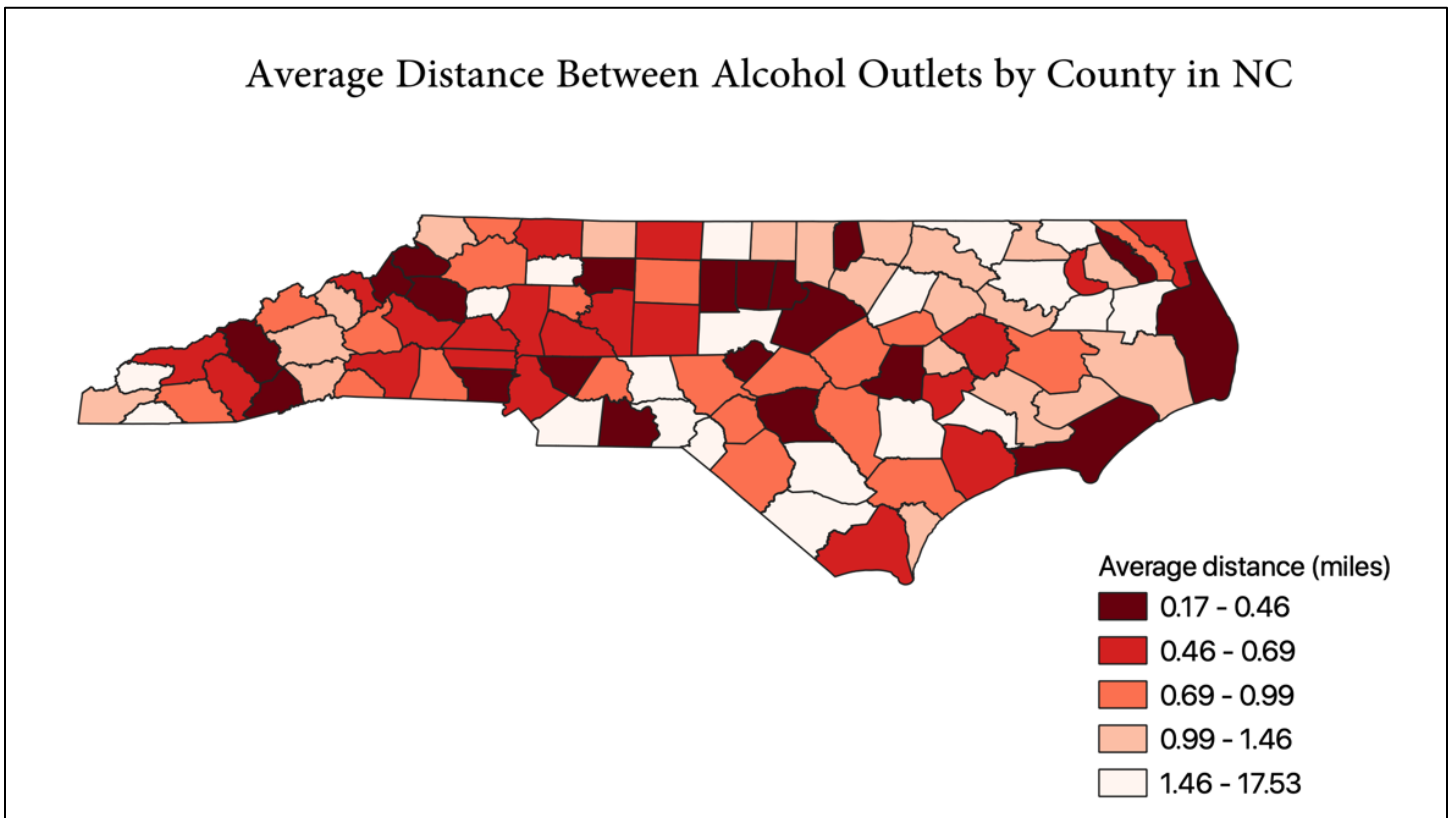 Average Distance Between Alcohol Outlets by County in NC
Average distance (miles)
0.17 - 0.46
0.46 - 0.69
0.69 - 0.99
0.99 - 1.46
1.46 - 17.53